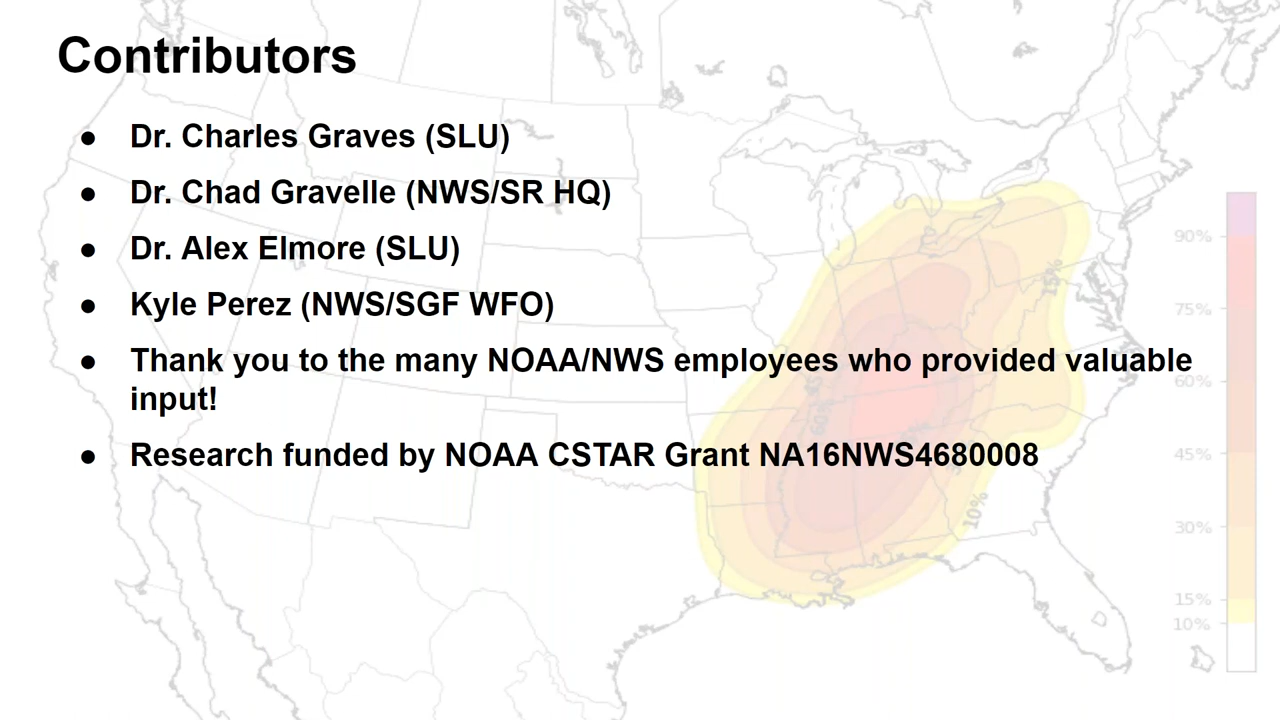 Contributors
● Dr. Charles Graves (SLU)
● Dr. Chad Gravelle (NWS/SR HQ)
● Dr. Alex Elmore (SLU)
● Kyle Perez (NWS/SGF WFO)
● Thank you to the many NOAA/NWS employees who provided valuable
input!
● Research funded by NOAA CSTAR Grant NA16NWS4680008
90%
75%
60%
45%
30%
15%
10%
15%
10%